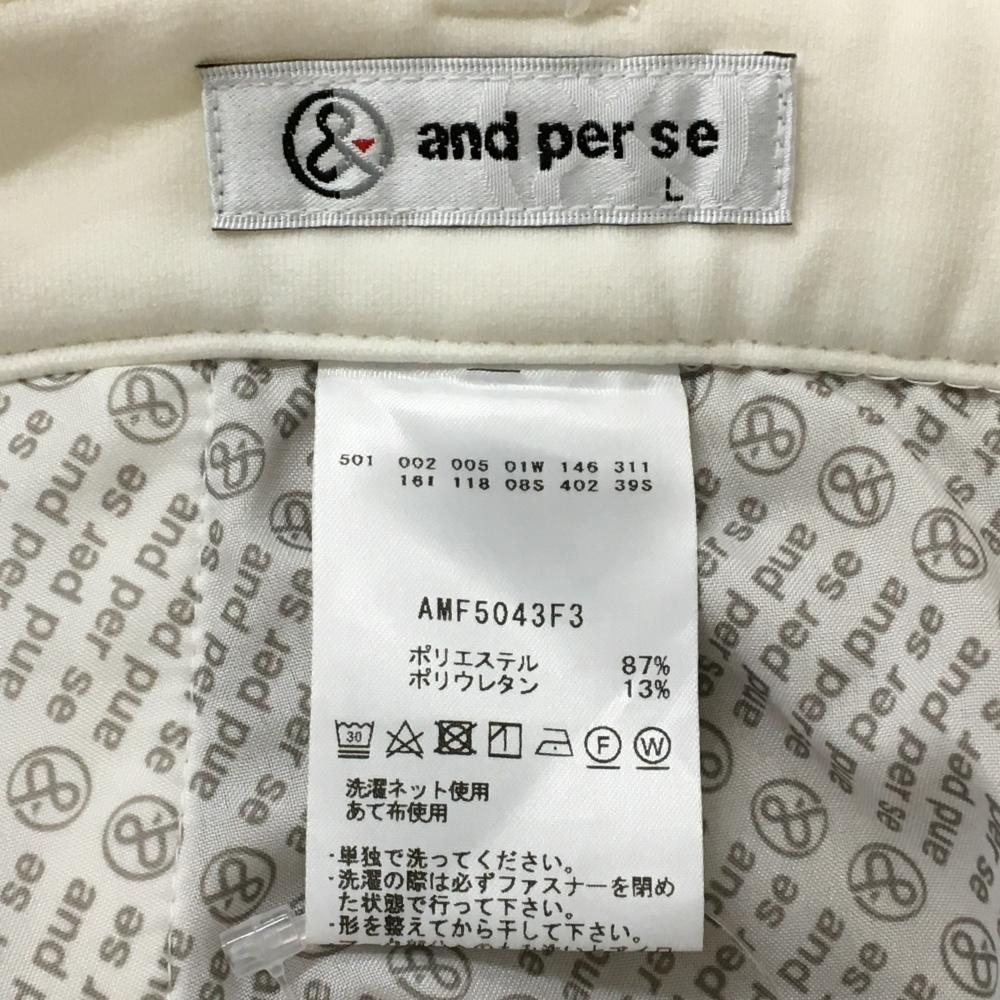 & and per se
L
501 002 005 01W 146 311
16I 118 08S 402 39S
AMF5043F3
ポリエステル 87%
ポリウレタン 13%
30 F W
洗濯ネット使用
あて布使用
・単独で洗ってください。
・洗濯の際は必ずファスナーを閉め
た状態で行って下さい。
・形を整えてから干して下さい。